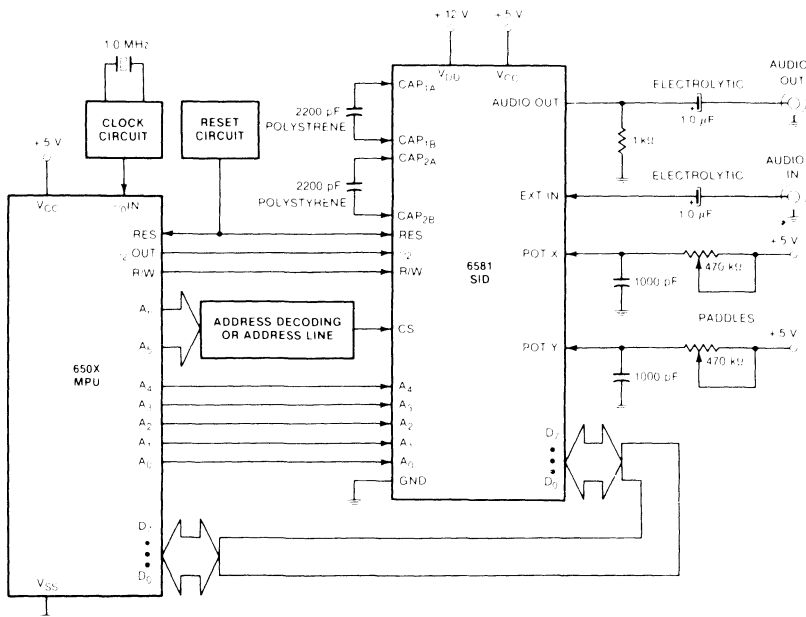 + 12 V
+ 5 V
1.0 MHz
CLOCK
CIRCUIT
RESET
CIRCUIT
+ 5 V
VCC
RES
OUT
R/W
650X
MPU
A4
A3
A2
A1
A0
D0
VSS
ADDRESS DECODING
OR ADDRESS LINE
2200 pF
POLYSTRENE
2200 pF
POLYSTYRENE
VDD
VCC
CAP1A
CAP1B
CAP2A
CAP2B
RES
R/W
CS
A4
A3
A2
A1
A0
GND
6581
SID
AUDIO OUT
EXT IN
POT X
POT Y
D7
D0
1 kΩ
ELECTROLYTIC
1.0 µF
AUDIO
OUT
ELECTROLYTIC
1.0 µF
AUDIO
IN
+ 5 V
470 kΩ
1000 pF
PADDLES
+ 5 V
470 kΩ
1000 pF